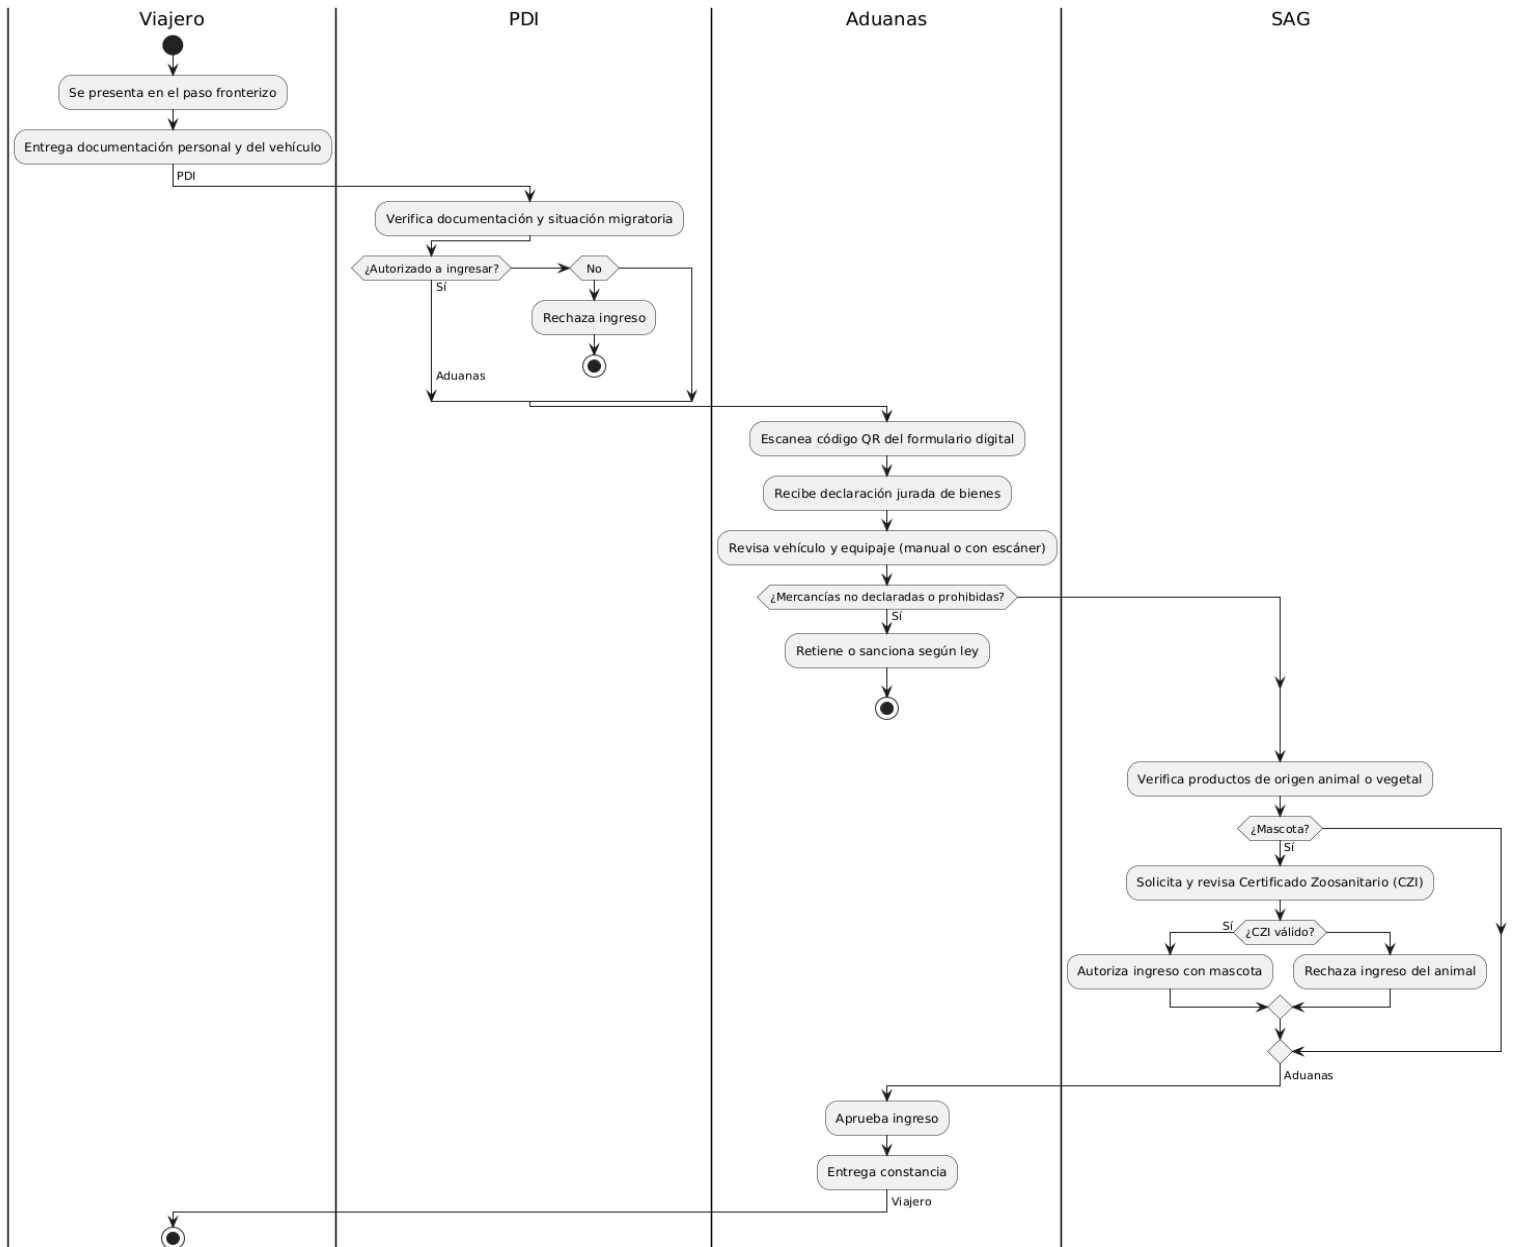 Viajero
PDI
Aduanas
SAG
Se presenta en el paso fronterizo
Entrega documentación personal y del vehículo
PDI
Verifica documentación y situación migratoria
¿Autorizado a ingresar?
No
Sí
Rechaza ingreso
Aduanas
Escanea código QR del formulario digital
Recibe declaración jurada de bienes
Revisa vehículo y equipaje (manual o con escáner)
¿Mercancías no declaradas o prohibidas?
Sí
Retiene o sanciona según ley
Verifica productos de origen animal o vegetal
¿Mascota?
Sí
Solicita y revisa Certificado Zoosanitario (CZI)
Sí
¿CZI válido?
Autoriza ingreso con mascota
Rechaza ingreso del animal
Aduanas
Aprueba ingreso
Entrega constancia
Viajero